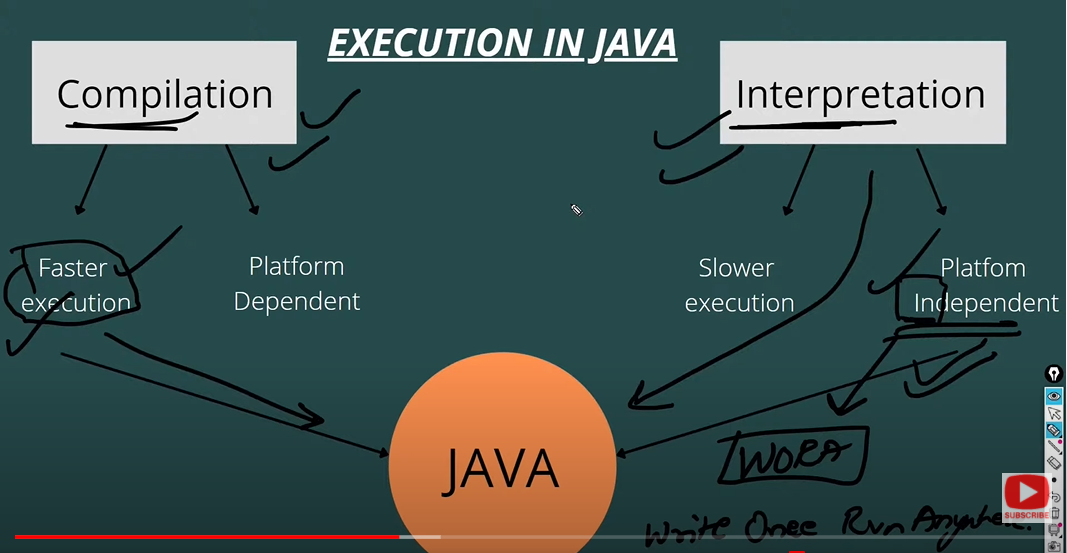 EXECUTION IN JAVA
Compilation
Interpretation
Faster
execution
Platform
Dependent
Slower
execution
Platfom
Independent
JAVA
WORA
Write Once Run Anywhere.
SUBSCRIBE